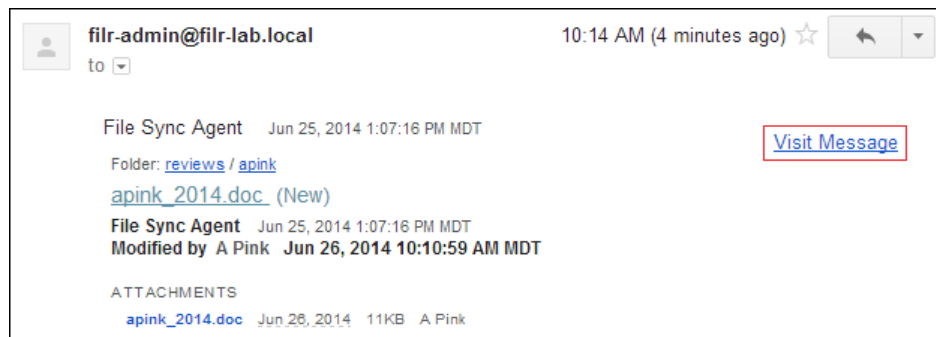 filr-admin@filr-lab.local 10:14 AM (4 minutes ago)
to
File Sync Agent Jun 25, 2014 1:07:16 PM MDT
Visit Message
Folder: reviews / apink
apink_2014.doc (New)
File Sync Agent Jun 25, 2014 1:07:16 PM MDT
Modified by A Pink Jun 26, 2014 10:10:59 AM MDT
ATTACHMENTS
apink_2014.doc Jun 26, 2014 11KB A Pink